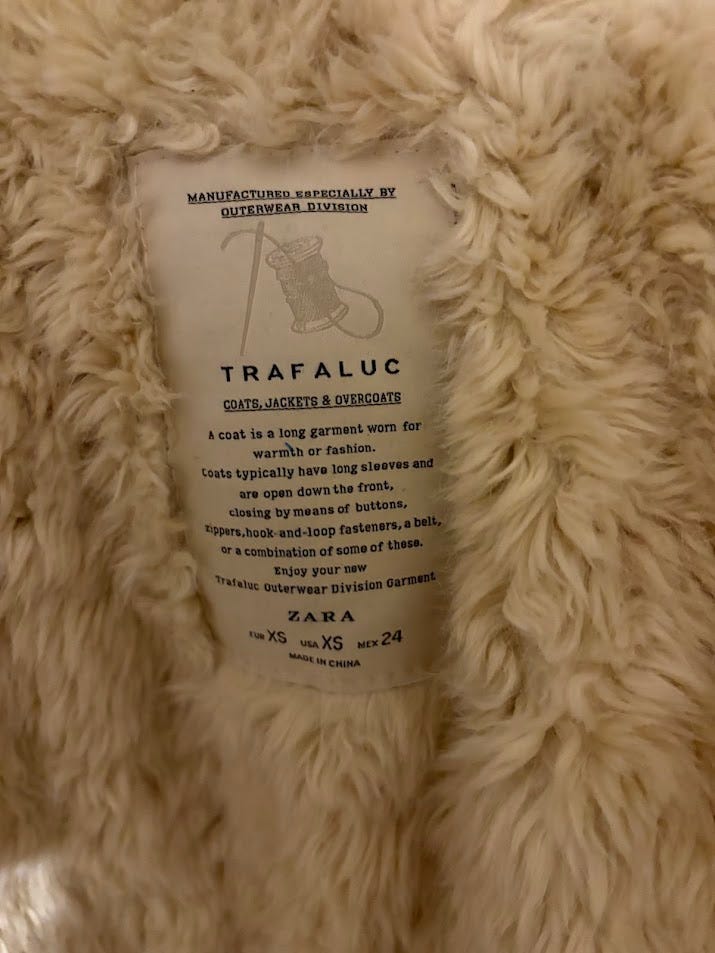 MANUFACTURED ESPECIALLY BY
OUTERWEAR DIVISION
TRAFALUC
COATS, JACKETS & OVERCOATS
A coat is a long garment worn for
warmth or fashion.
Coats typically have long sleeves and
are open down the front,
closing by means of buttons,
zippers, hook-and-loop fasteners, a belt,
or a combination of some of these.
Enjoy your new
Trafaluc Outerwear Division Garment
ZARA
EUR XS USA XS MEX 24
MADE IN CHINA